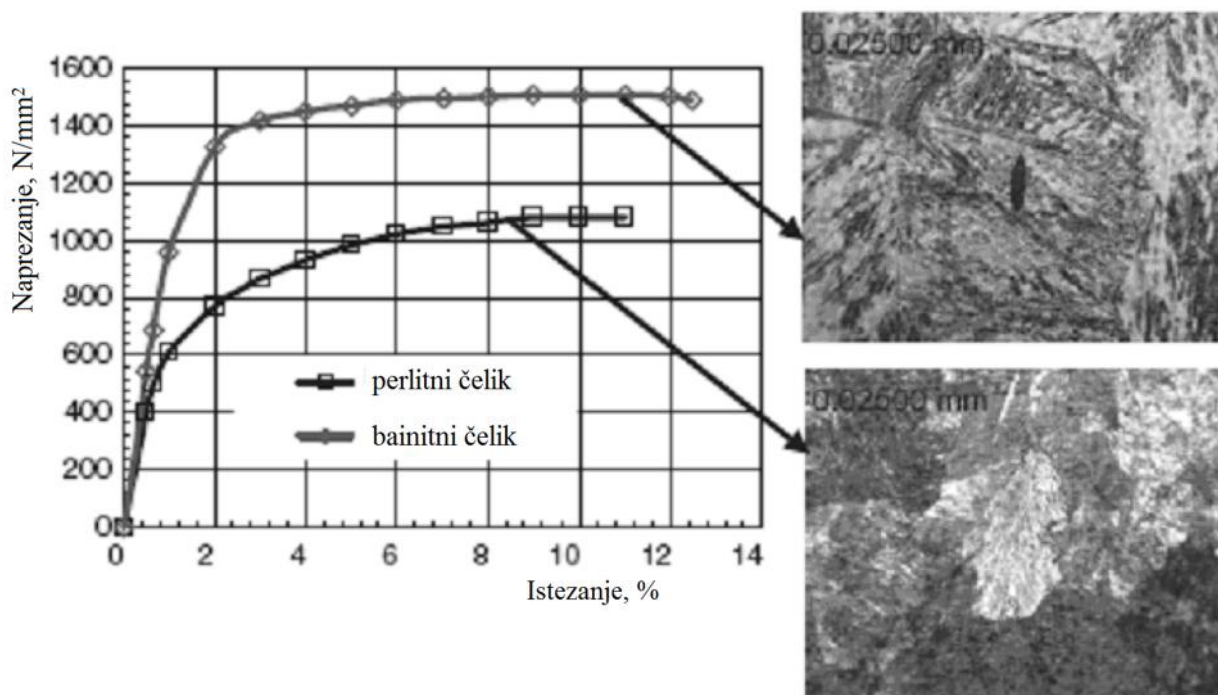 Naprezanje, N/mm²
1600
1400
1200
1000
800
600
400
200
0
0 2 4 6 8 10 12 14
Istezanje, %
perlitni čelik
bainitni čelik
0.02500 mm
0.02500 mm